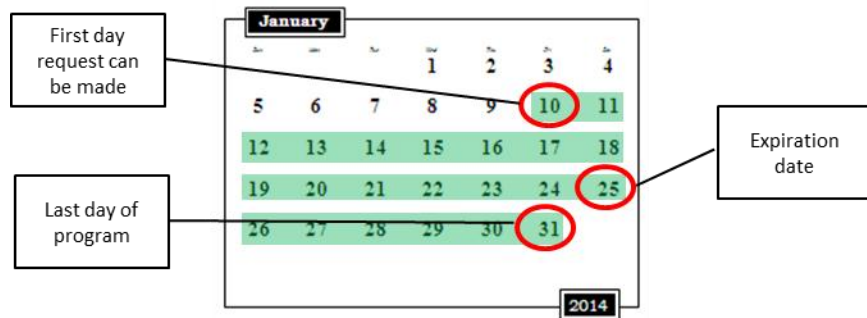 January
First day
request can
be made
1 2 3 4
5 6 7 8 9 10 11
12 13 14 15 16 17 18
19 20 21 22 23 24 25
Expiration
date
Last day of
program
26 27 28 29 30 31
2014